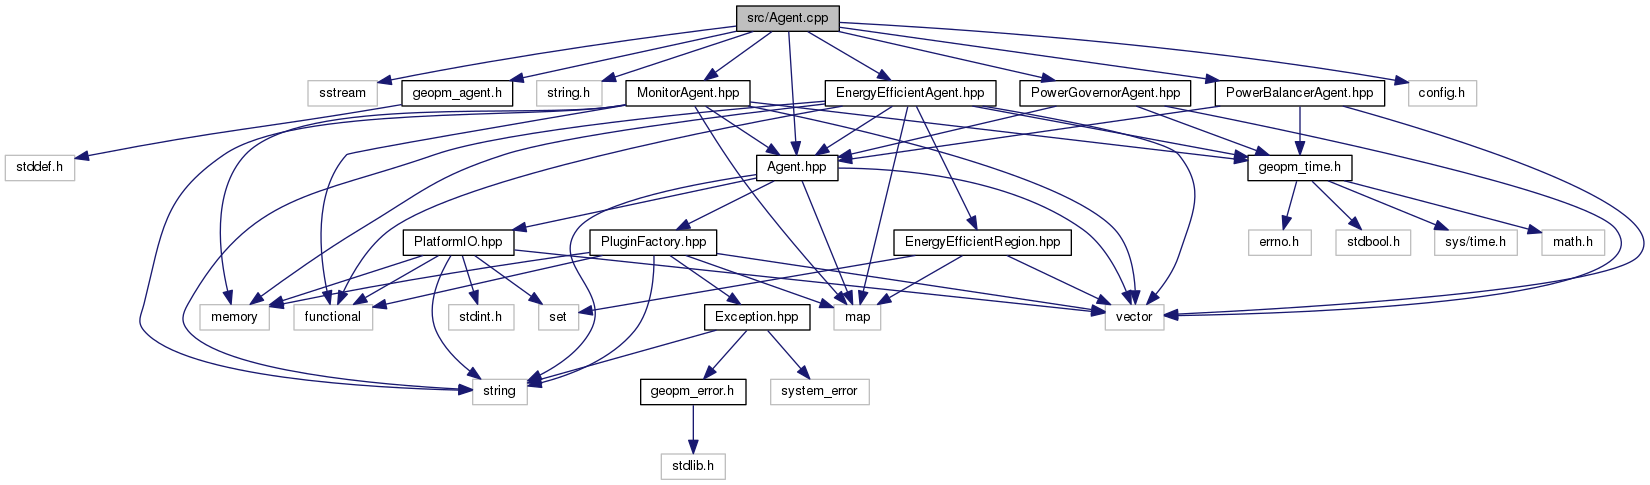 src/Agent.cpp
sstream
geopm_agent.h
string.h
MonitorAgent.hpp
EnergyEfficientAgent.hpp
PowerGovernorAgent.hpp
PowerBalancerAgent.hpp
config.h
stddef.h
Agent.hpp
geopm_time.h
PlatformIO.hpp
PluginFactory.hpp
EnergyEfficientRegion.hpp
errno.h
stdbool.h
sys/time.h
math.h
memory
functional
stdint.h
set
Exception.hpp
map
vector
string
geopm_error.h
system_error
stdlib.h